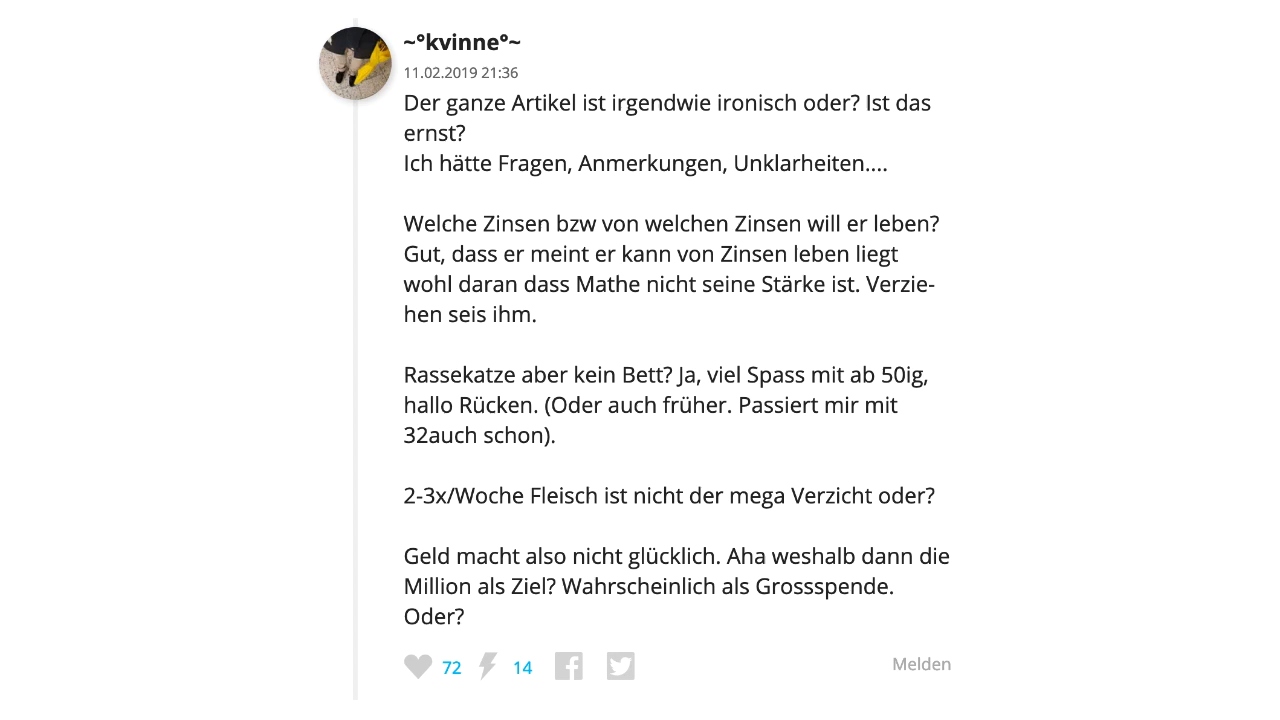 ~°kvinne°~
11.02.2019 21:36
Der ganze Artikel ist irgendwie ironisch oder? Ist das
ernst?
Ich hätte Fragen, Anmerkungen, Unklarheiten....
Welche Zinsen bzw von welchen Zinsen will er leben?
Gut, dass er meint er kann von Zinsen leben liegt
wohl daran dass Mathe nicht seine Stärke ist. Verzie-
hen seis ihm.
Rassekatze aber kein Bett? Ja, viel Spass mit ab 50ig,
hallo Rücken. (Oder auch früher. Passiert mir mit
32auch schon).
2-3x/Woche Fleisch ist nicht der mega Verzicht oder?
Geld macht also nicht glücklich. Aha weshalb dann die
Million als Ziel? Wahrscheinlich als Grossspende.
Oder?
72 14 Melden